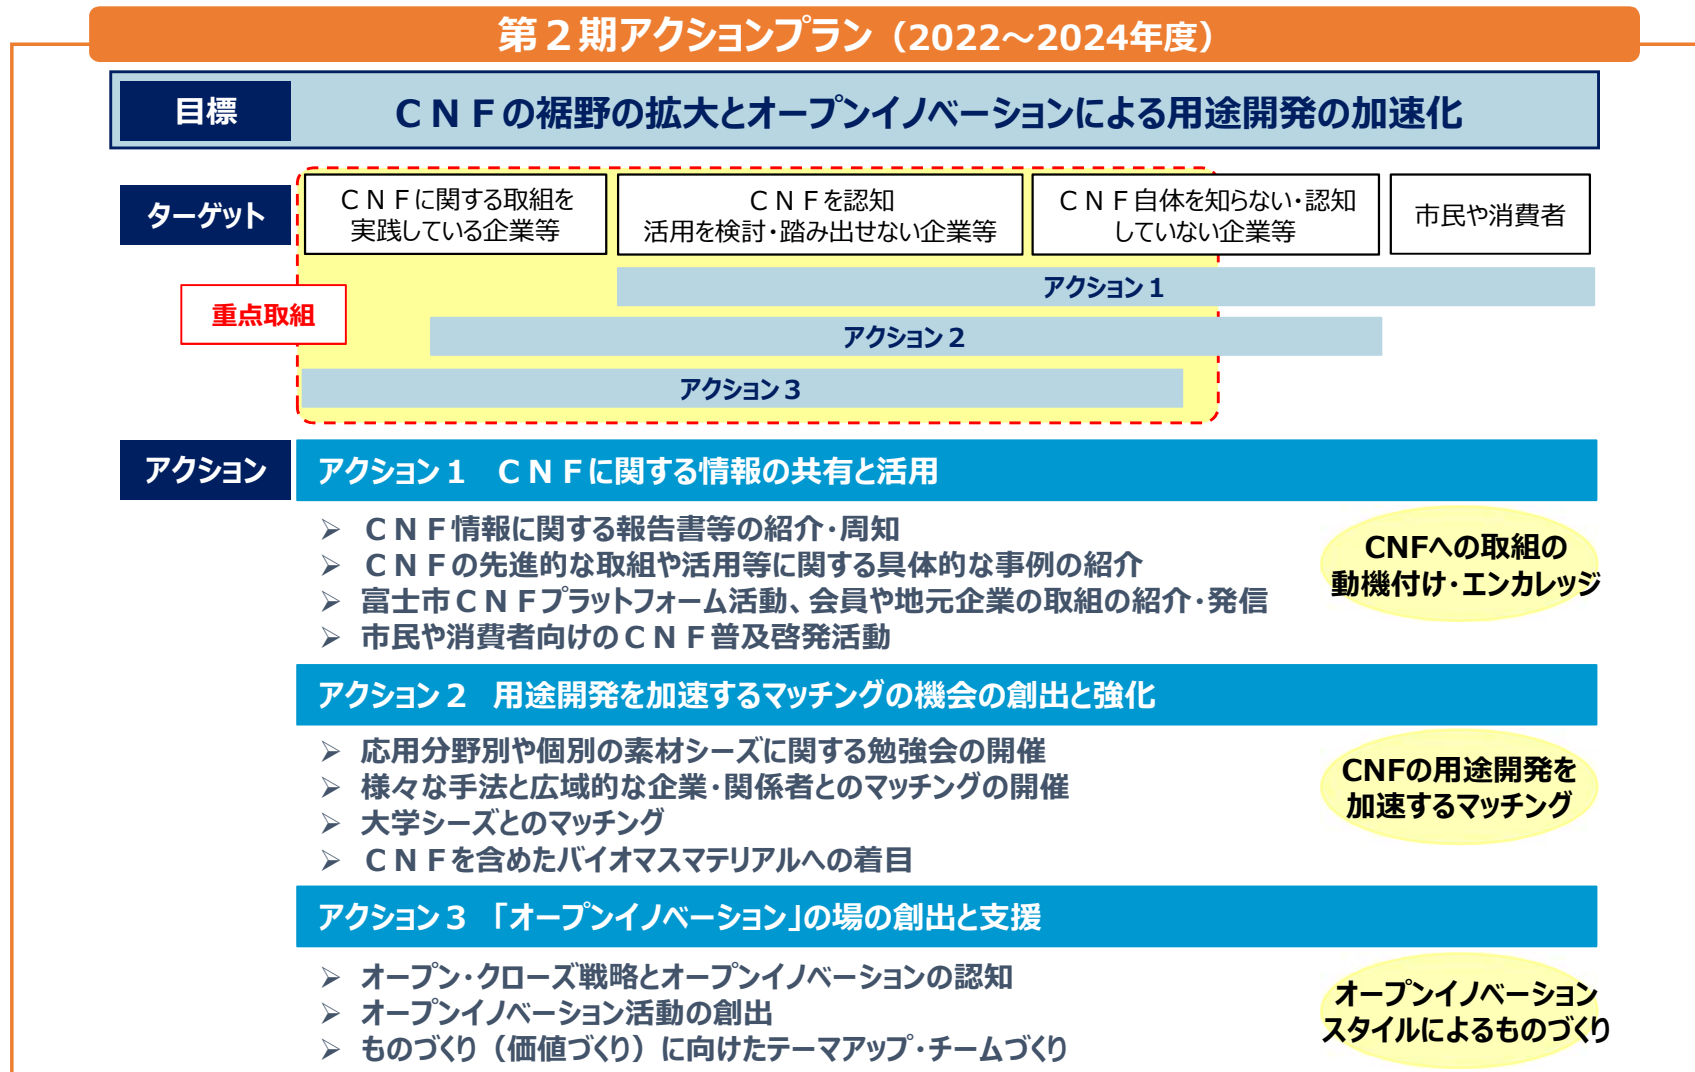 第２期アクションプラン（2022～2024年度）
目標
ＣＮＦの裾野の拡大とオープンイノベーションによる用途開発の加速化
ターゲット
ＣＮＦに関する取組を
実践している企業等
ＣＮＦを認知
活用を検討・踏み出せない企業等
ＣＮＦ自体を知らない・認知
していない企業等
市民や消費者
重点取組
アクション１
アクション２
アクション３
アクション
アクション１　ＣＮＦに関する情報の共有と活用
➢ ＣＮＦ情報に関する報告書等の紹介・周知
➢ ＣＮＦの先進的な取組や活用等に関する具体的な事例の紹介
➢ 富士市ＣＮＦプラットフォーム活動、会員や地元企業の取組の紹介・発信
➢ 市民や消費者向けのＣＮＦ普及啓発活動
CNFへの取組の
動機付け・エンカレッジ
アクション２　用途開発を加速するマッチングの機会の創出と強化
➢ 応用分野別や個別の素材シーズに関する勉強会の開催
➢ 様々な手法と広域的な企業・関係者とのマッチングの開催
➢ 大学シーズとのマッチング
➢ ＣＮＦを含めたバイオマスマテリアルへの着目
CNFの用途開発を
加速するマッチング
アクション３　「オープンイノベーション」の場の創出と支援
➢ オープン・クローズ戦略とオープンイノベーションの認知
➢ オープンイノベーション活動の創出
➢ ものづくり（価値づくり）に向けたテーマアップ・チームづくり
オープンイノベーション
スタイルによるものづくり